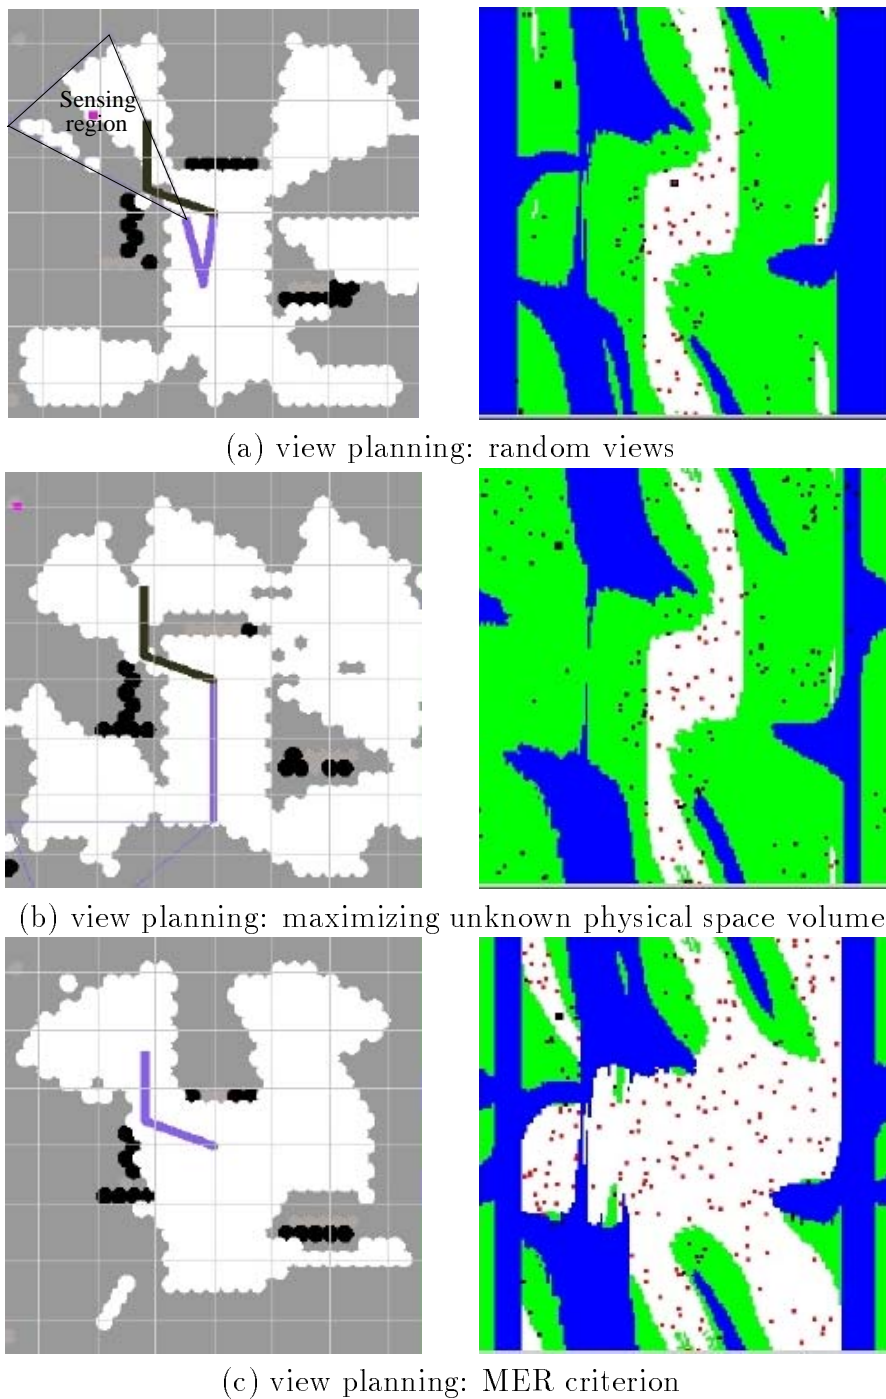 Sensing
region
(a) view planning: random views
(b) view planning: maximizing unknown physical space volume
(c) view planning: MER criterion